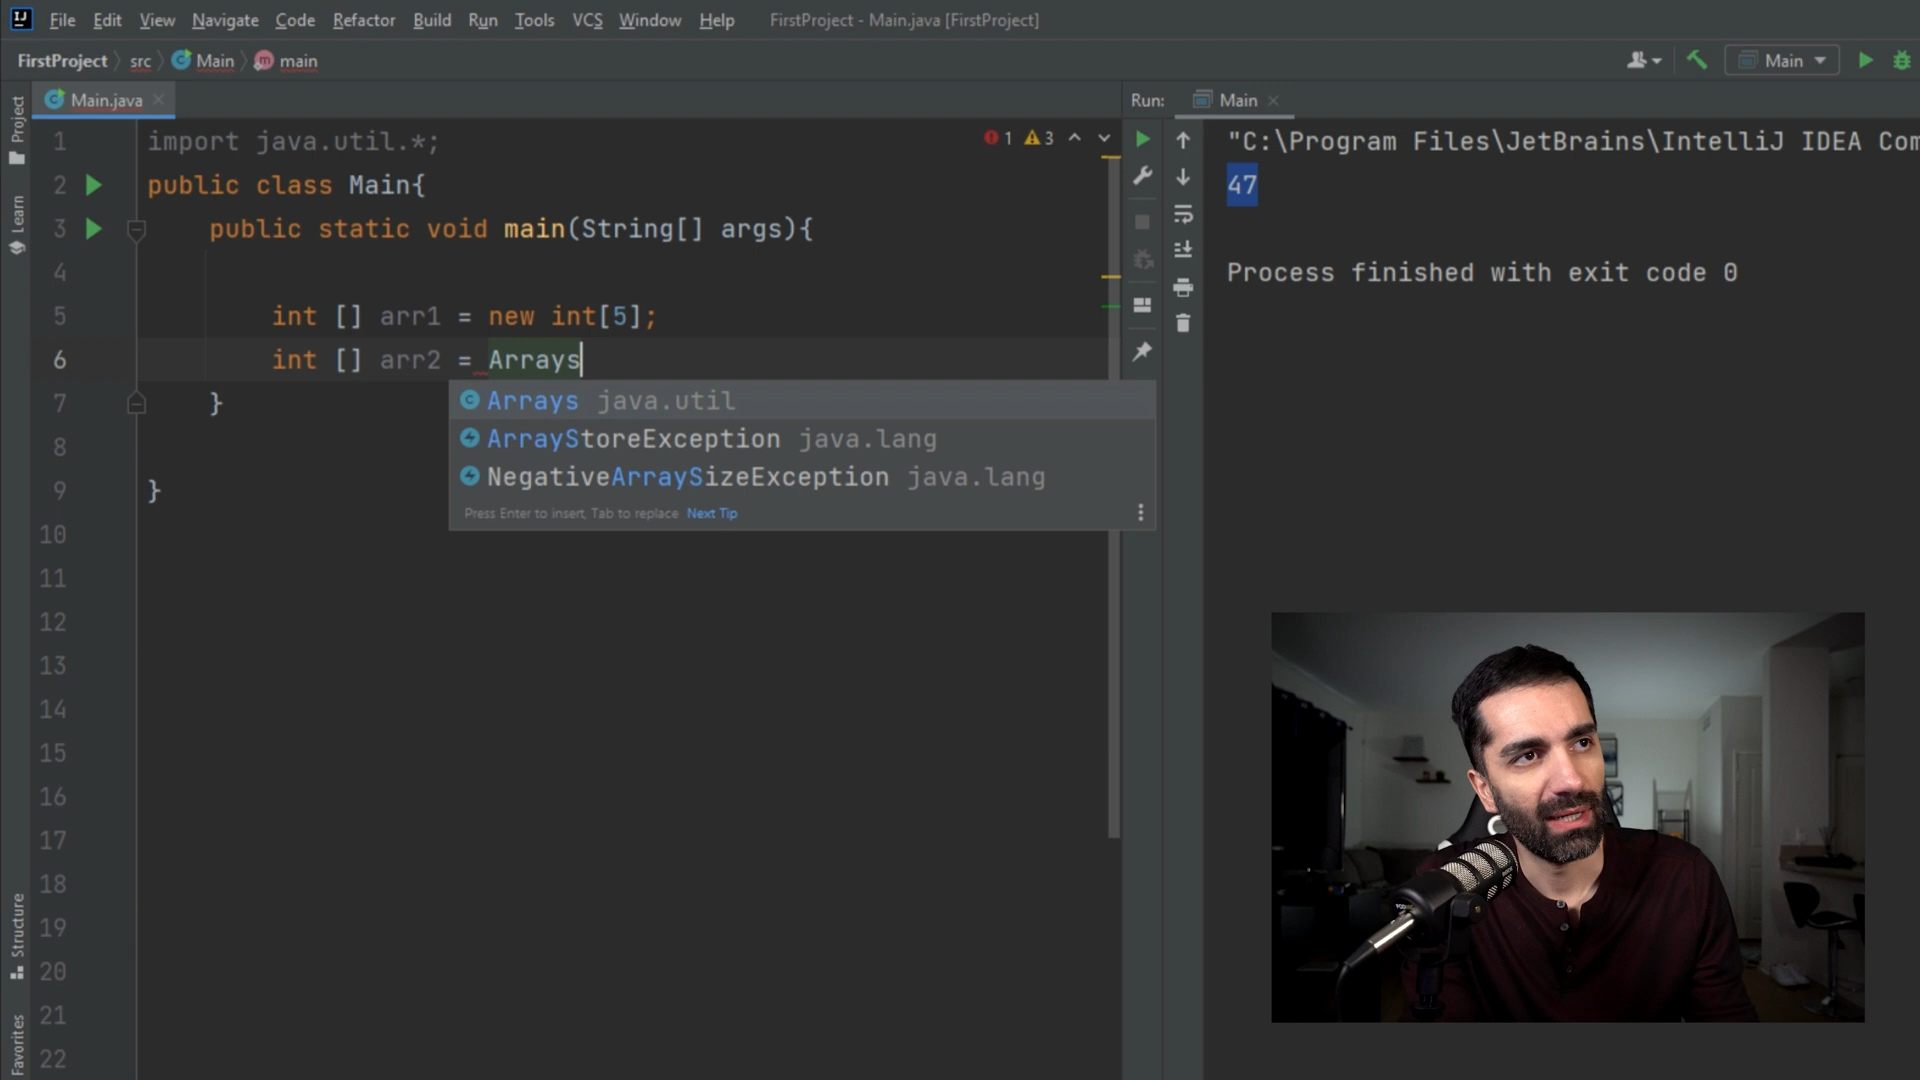 File Edit View Navigate Code Refactor Build Run Tools VCS Window Help FirstProject - Main.java [FirstProject]
FirstProject src Main main
Main
Main.java
Run: Main
Project
Learn
Structure
Favorites
1 import java.util.*;
2 public class Main{
3 public static void main(String[] args){
4
5 int [] arr1 = new int[5];
6 int [] arr2 = Arrays
7 }
8
9 }
10
11
12
13
14
15
16
17
18
19
20
21
22
1 3
Arrays java.util
ArrayStoreException java.lang
NegativeArraySizeException java.lang
Press Enter to insert, Tab to replace Next Tip
"C:\Program Files\JetBrains\IntelliJ IDEA Com
47
Process finished with exit code 0